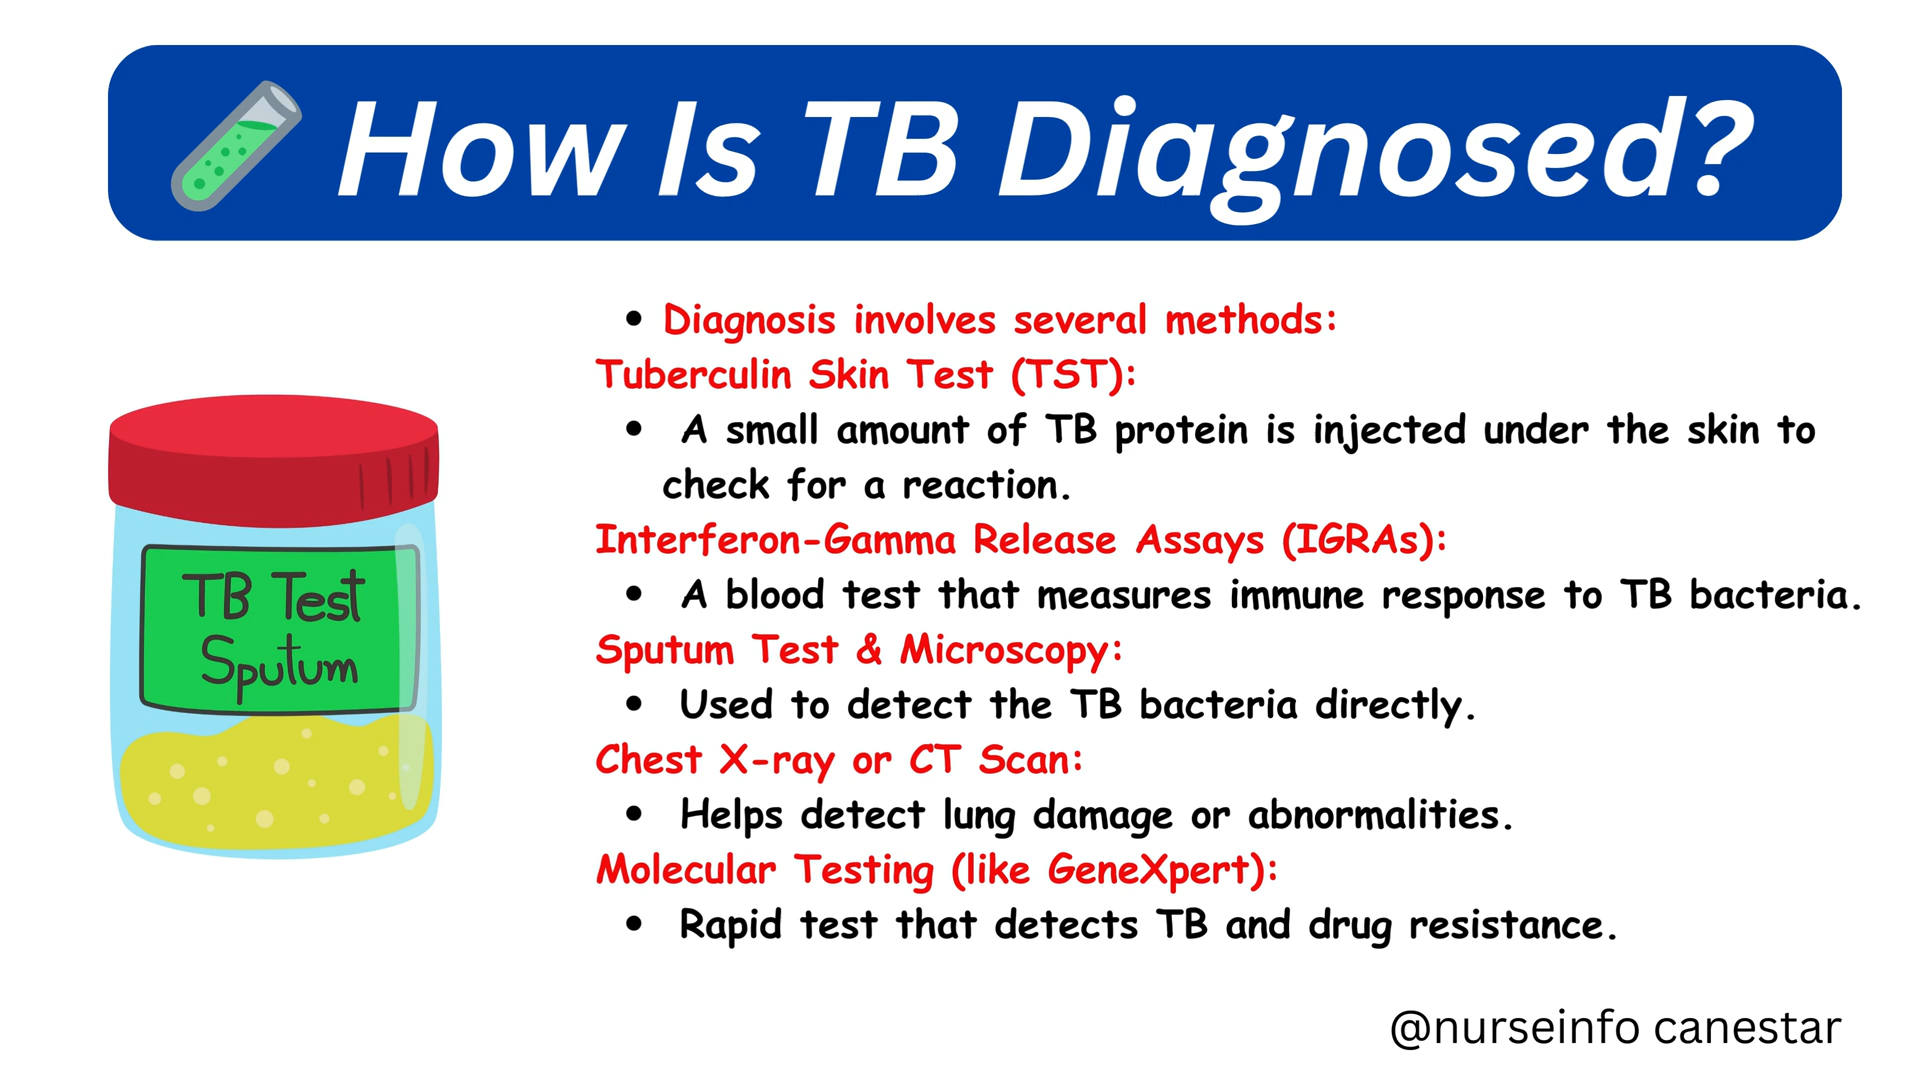 How Is TB Diagnosed?
• Diagnosis involves several methods:
Tuberculin Skin Test (TST):
• A small amount of TB protein is injected under the skin to
check for a reaction.
Interferon-Gamma Release Assays (IGRAs):
• A blood test that measures immune response to TB bacteria.
Sputum Test & Microscopy:
• Used to detect the TB bacteria directly.
Chest X-ray or CT Scan:
• Helps detect lung damage or abnormalities.
Molecular Testing (like GeneXpert):
• Rapid test that detects TB and drug resistance.
TB Test
Sputum
@nurseinfo canestar